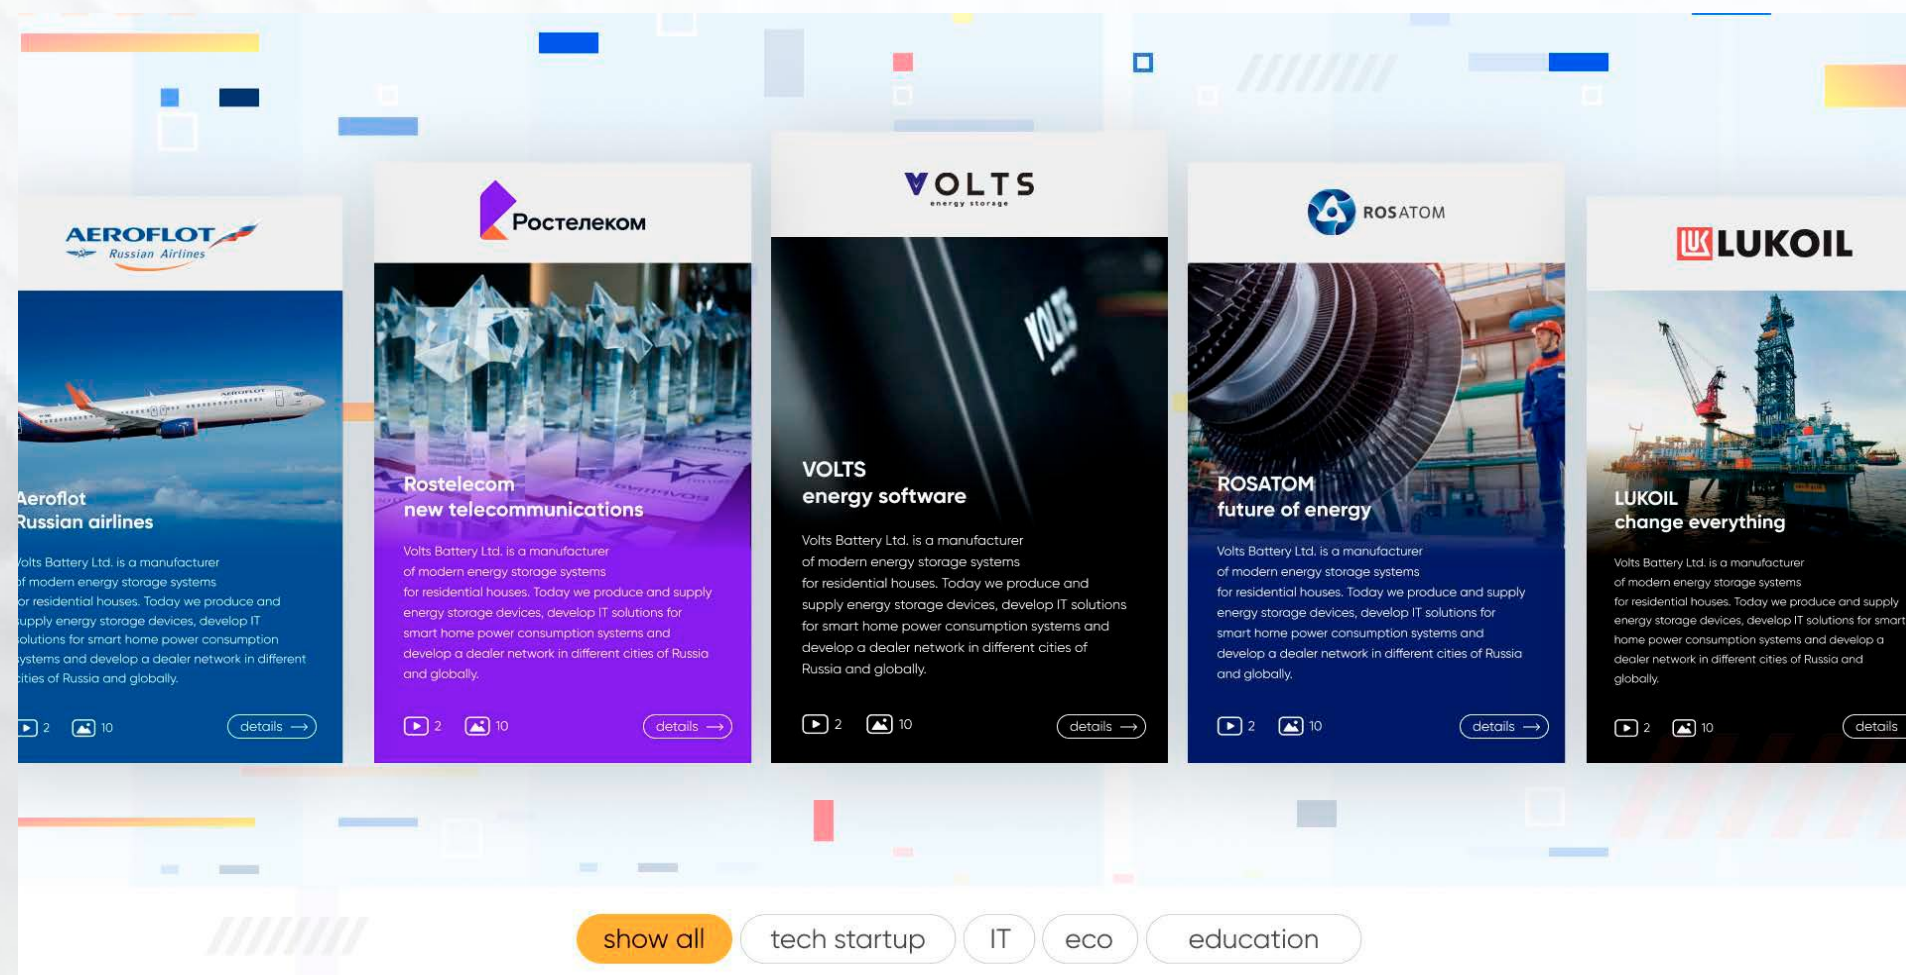 AEROFLOT
Russian Airlines
AEROFLOT
Aeroflot
Russian airlines
Volts Battery Ltd. is a manufacturer
of modern energy storage systems
for residential houses. Today we produce and
supply energy storage devices, develop IT
solutions for smart home power consumption
systems and develop a dealer network in different
cities of Russia and globally.
2
10
details →
Ростелеком
Rostelecom
new telecommunications
Volts Battery Ltd. is a manufacturer
of modern energy storage systems
for residential houses. Today we produce and supply
energy storage devices, develop IT solutions for
smart home power consumption systems and
develop a dealer network in different cities of Russia
and globally.
2
10
details →
VOLTS
energy storage
VOLTS
VOLTS
energy software
Volts Battery Ltd. is a manufacturer
of modern energy storage systems
for residential houses. Today we produce and
supply energy storage devices, develop IT solutions
for smart home power consumption systems and
develop a dealer network in different cities of
Russia and globally.
2
10
details →
ROSATOM
ROSATOM
future of energy
Volts Battery Ltd. is a manufacturer
of modern energy storage systems
for residential houses. Today we produce and supply
energy storage devices, develop IT solutions for
smart home power consumption systems and
develop a dealer network in different cities of Russia
and globally.
2
10
details →
LUKOIL
LUKOIL
change everything
Volts Battery Ltd. is a manufacturer
of modern energy storage systems
for residential houses. Today we produce and supply
energy storage devices, develop IT solutions for smart
home power consumption systems and develop a
dealer network in different cities of Russia and
globally.
2
10
details
show all
tech startup
IT
eco
education